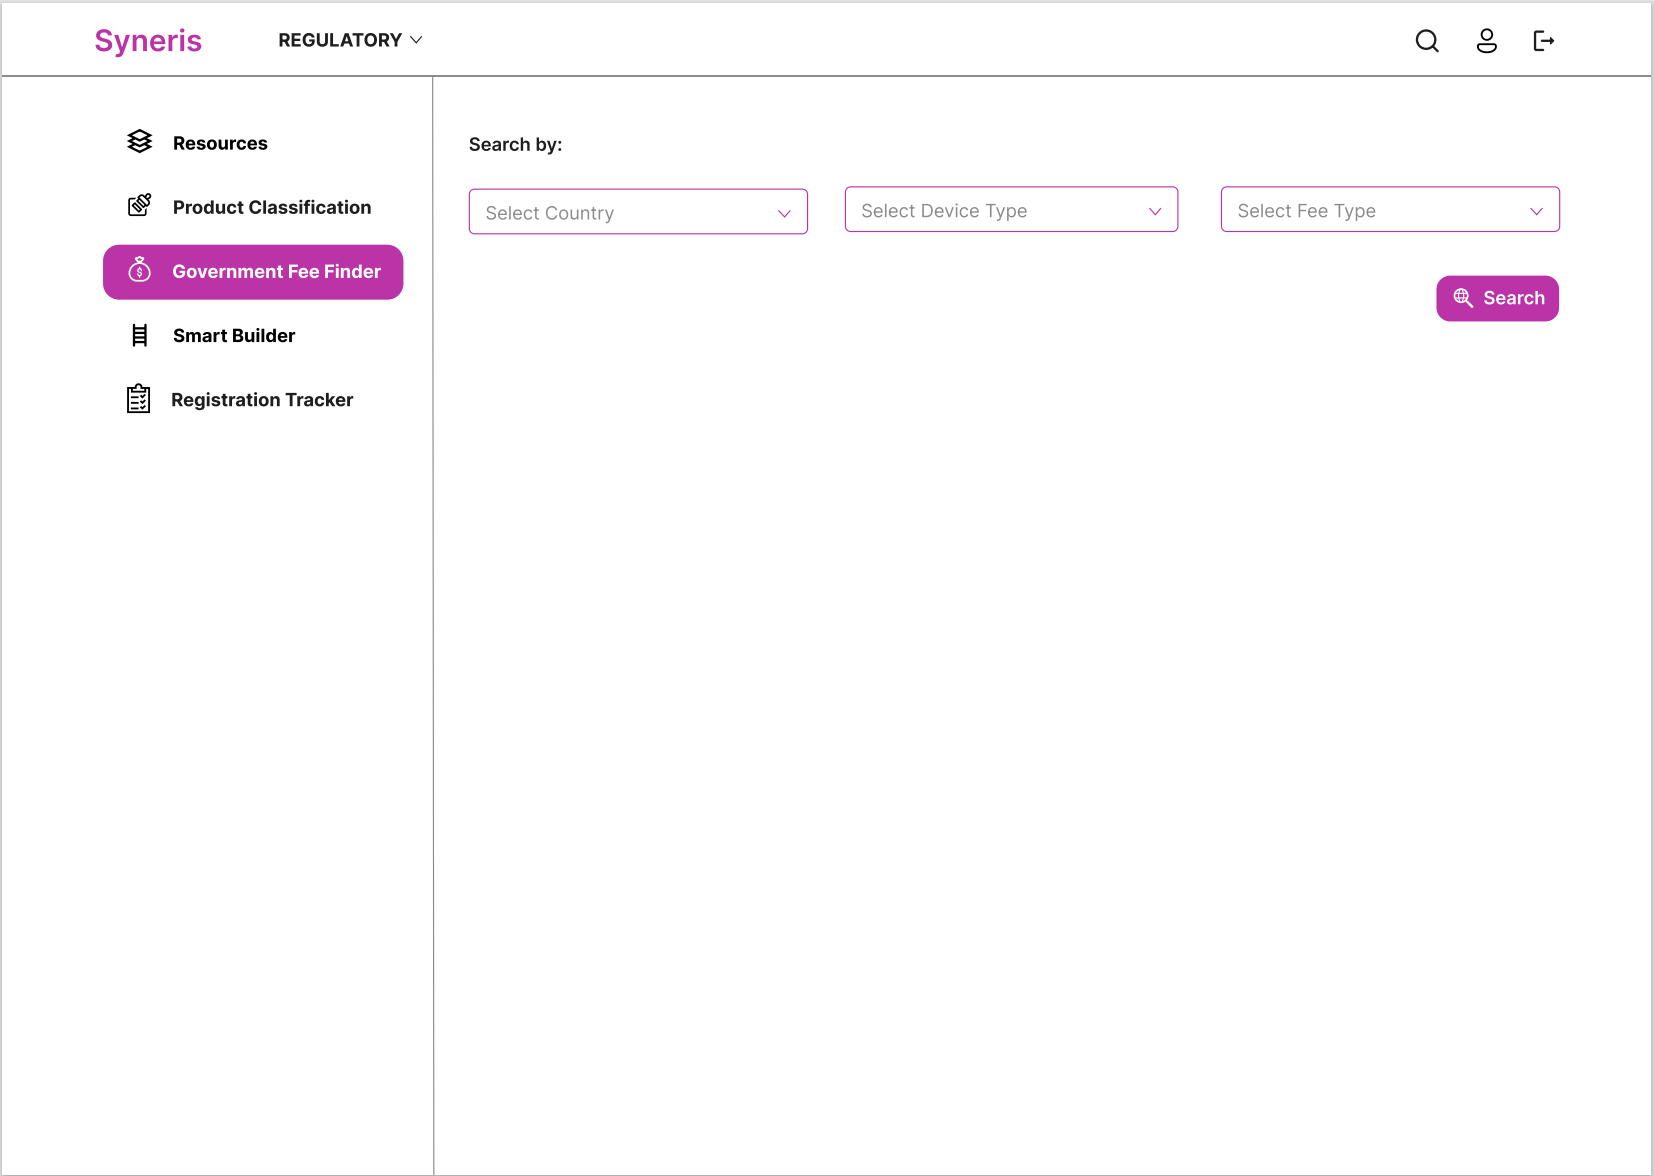 Syneris
REGULATORY
Resources
Product Classification
Government Fee Finder
Smart Builder
Registration Tracker
Search by:
Select Country
Select Device Type
Select Fee Type
Search